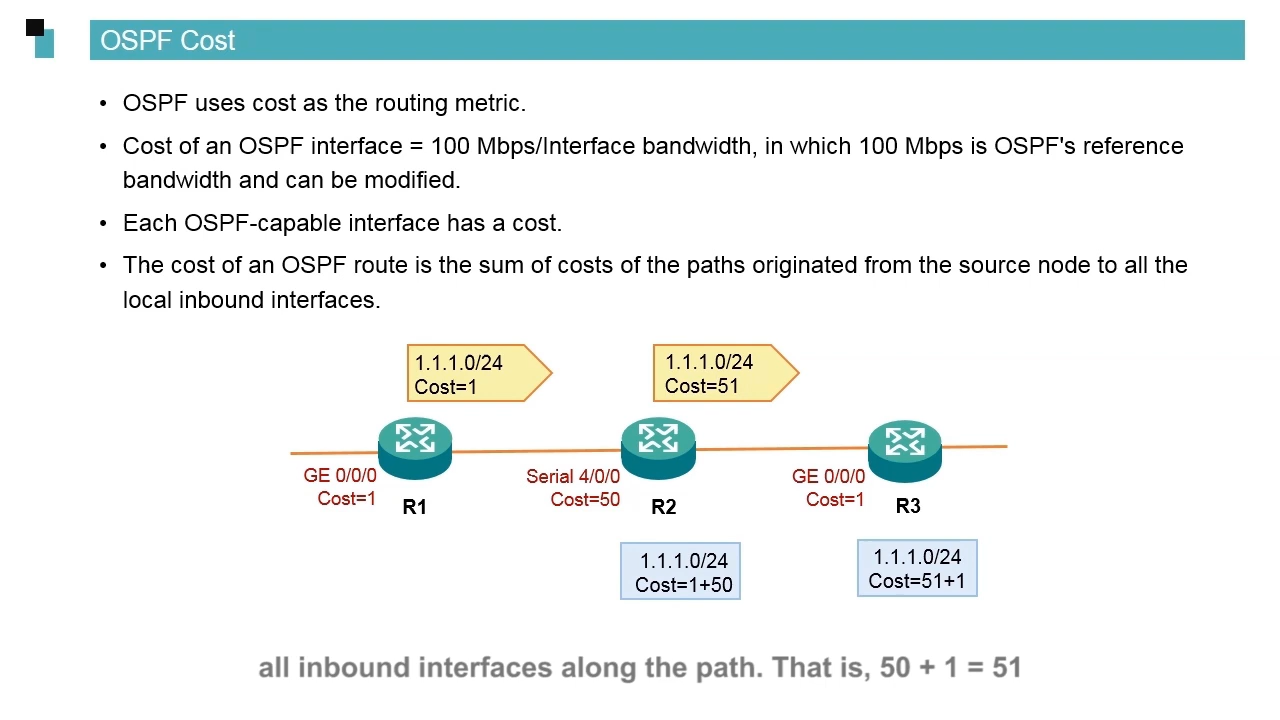 OSPF Cost
• OSPF uses cost as the routing metric.
• Cost of an OSPF interface = 100 Mbps/Interface bandwidth, in which 100 Mbps is OSPF's reference
bandwidth and can be modified.
• Each OSPF-capable interface has a cost.
• The cost of an OSPF route is the sum of costs of the paths originated from the source node to all the
local inbound interfaces.
1.1.1.0/24
Cost=1
1.1.1.0/24
Cost=51
GE 0/0/0
Cost=1
R1
Serial 4/0/0
Cost=50
R2
GE 0/0/0
Cost=1
R3
1.1.1.0/24
Cost=1+50
1.1.1.0/24
Cost=51+1
all inbound interfaces along the path. That is, 50 + 1 = 51